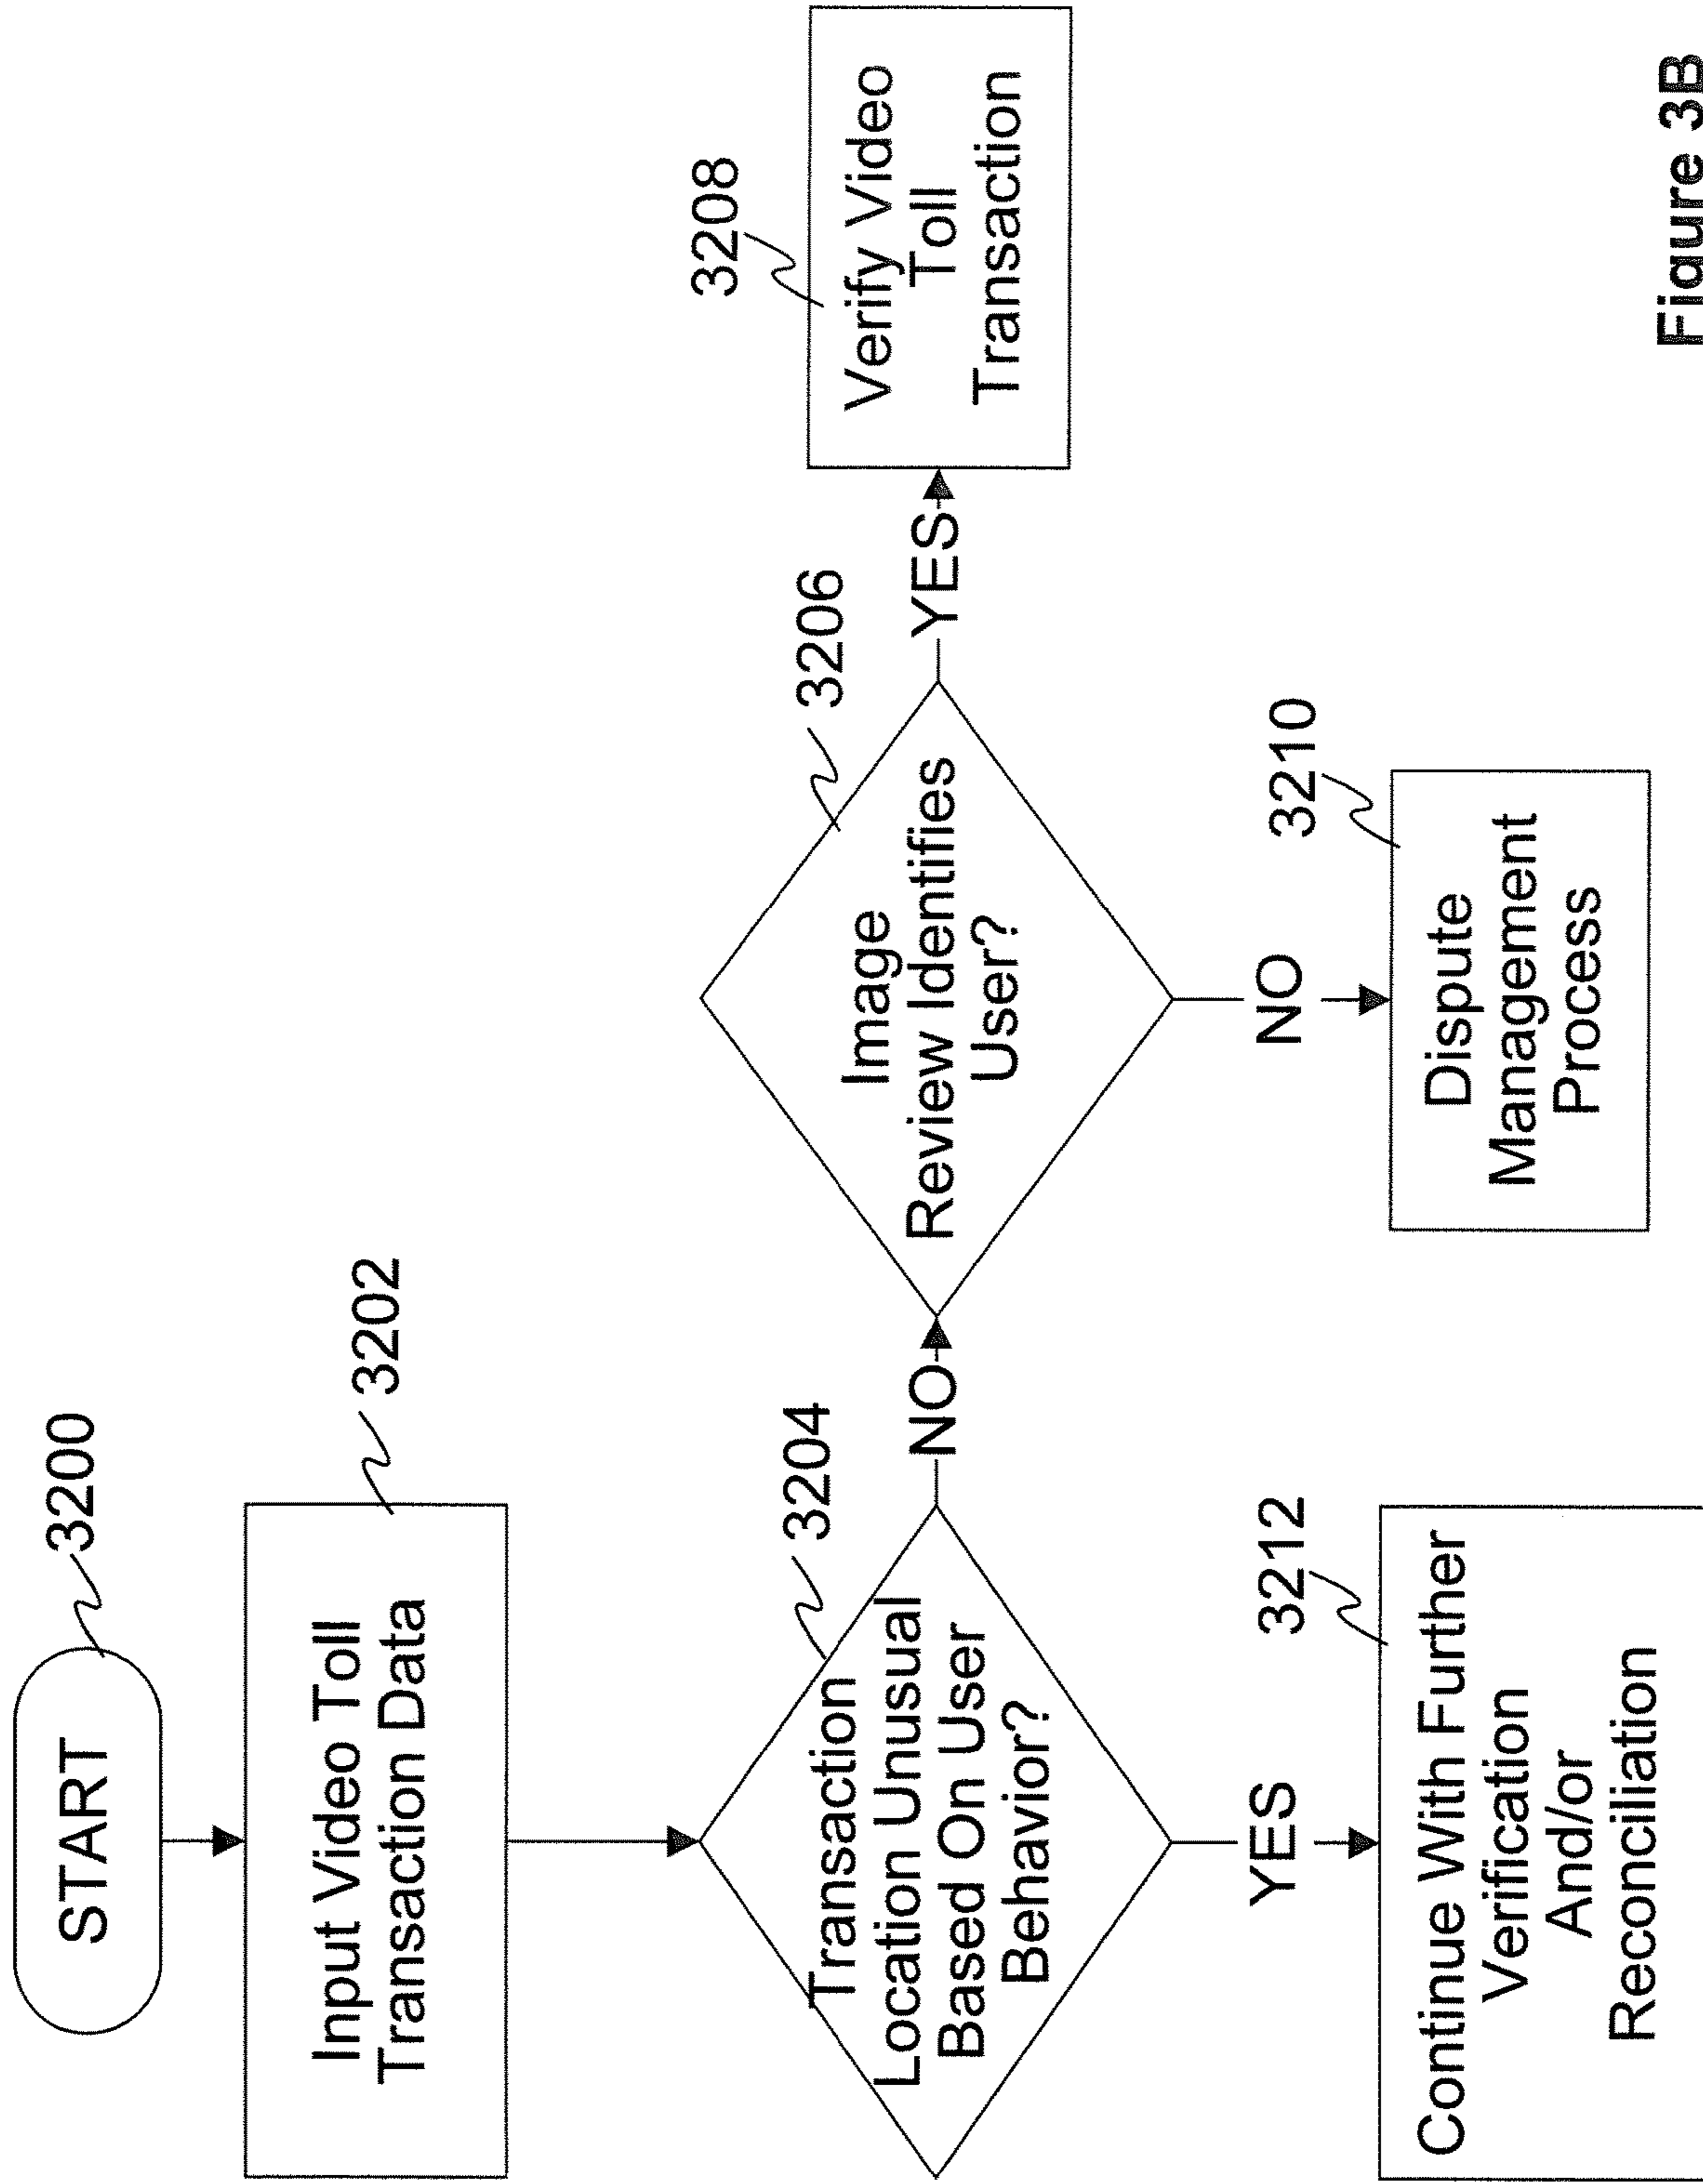 START
3200
Input Video Toll
Transaction Data
3202
Transaction
Location Unusual
Based On User
Behavior?
3204
NO
Image
Review Identifies
User?
3206
YES
Verify Video
Toll
Transaction
3208
YES
Continue With Further
Verification
And/or
Reconciliation
3212
NO
Dispute
Management
Process
3210
Figure 3B